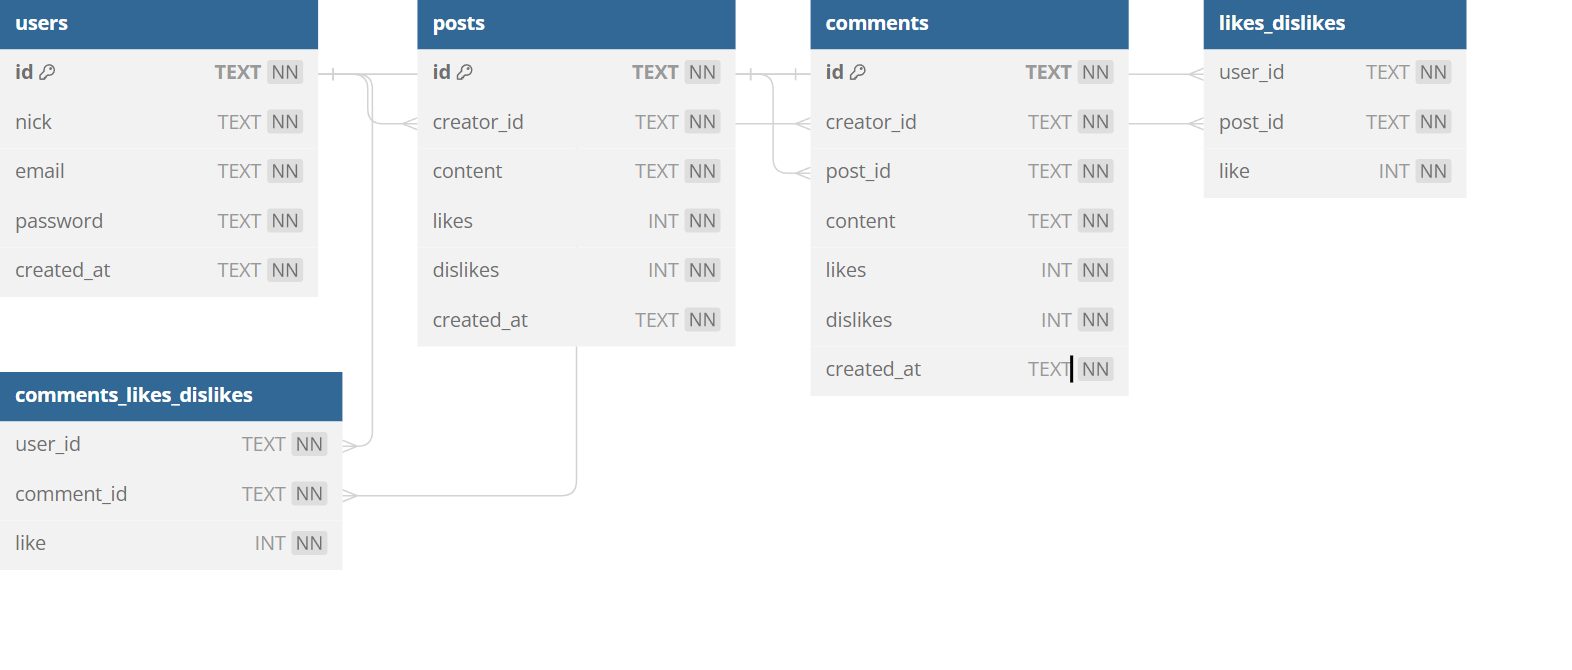 users
id TEXT NN
nick TEXT NN
email TEXT NN
password TEXT NN
created_at TEXT NN
posts
id TEXT NN
creator_id TEXT NN
content TEXT NN
likes INT NN
dislikes INT NN
created_at TEXT NN
comments
id TEXT NN
creator_id TEXT NN
post_id TEXT NN
content TEXT NN
likes INT NN
dislikes INT NN
created_at TEXT NN
likes_dislikes
user_id TEXT NN
post_id TEXT NN
like INT NN
comments_likes_dislikes
user_id TEXT NN
comment_id TEXT NN
like INT NN